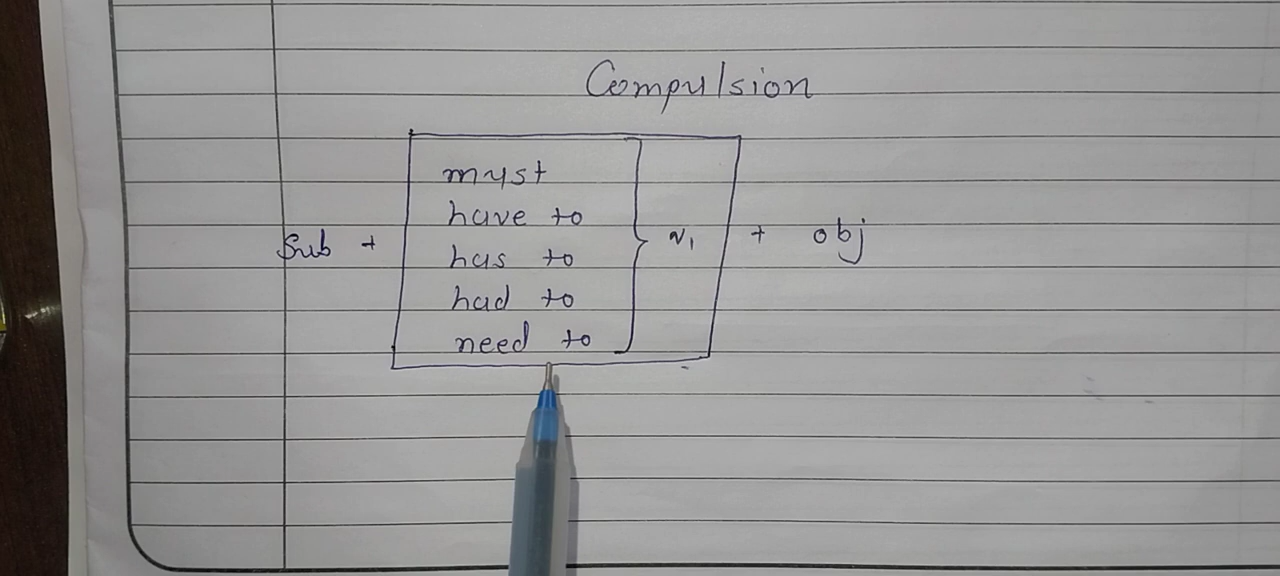 Compulsion
must
have to
has to
Sub + } v₁ + obj
had to
need to